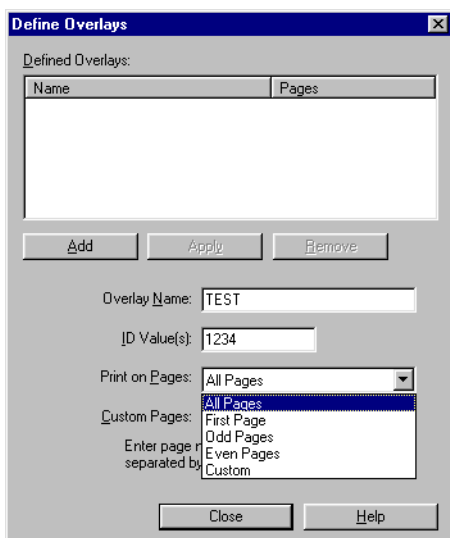 Define Overlays
Defined Overlays:
Name Pages
Add Apply Remove
Overlay Name: TEST
ID Value(s): 1234
Print on Pages: All Pages
All Pages
Custom Pages: First Page
Odd Pages
Enter page Even Pages
separated by Custom
Close Help